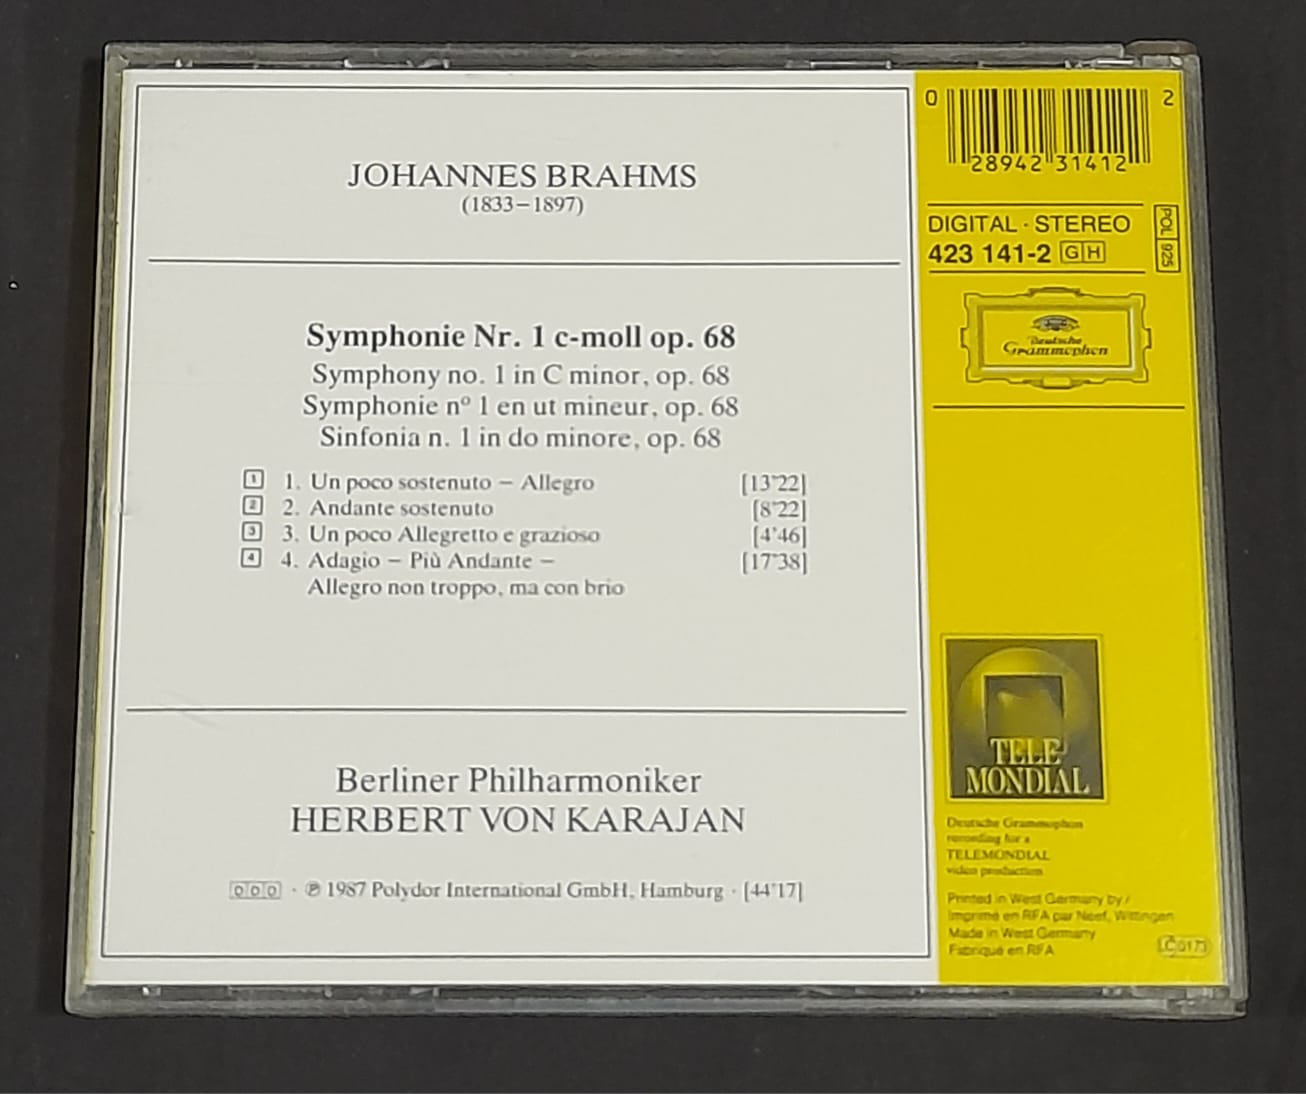 JOHANNES BRAHMS
(1833–1897)
Symphonie Nr. 1 c-moll op. 68
Symphony no. 1 in C minor, op. 68
Symphonie nº 1 en ut mineur, op. 68
Sinfonia n. 1 in do minore, op. 68
1 1. Un poco sostenuto – Allegro [13'22]
2 2. Andante sostenuto [8'22]
3 3. Un poco Allegretto e grazioso [4'46]
4 4. Adagio – Più Andante – [17'38]
Allegro non troppo, ma con brio
Berliner Philharmoniker
HERBERT VON KARAJAN
DDD · ℗ 1987 Polydor International GmbH, Hamburg · [44'17]
0 28942 31412 2
DIGITAL · STEREO
423 141-2 GH
POL 925
Deutsche
Grammophon
TELE
MONDIAL
Deutsche Grammophon
recording for a
TELEMONDIAL
video production
Printed in West Germany by /
Imprimé en RFA par Neef, Wittingen
Made in West Germany
Fabriqué en RFA
LC 0173